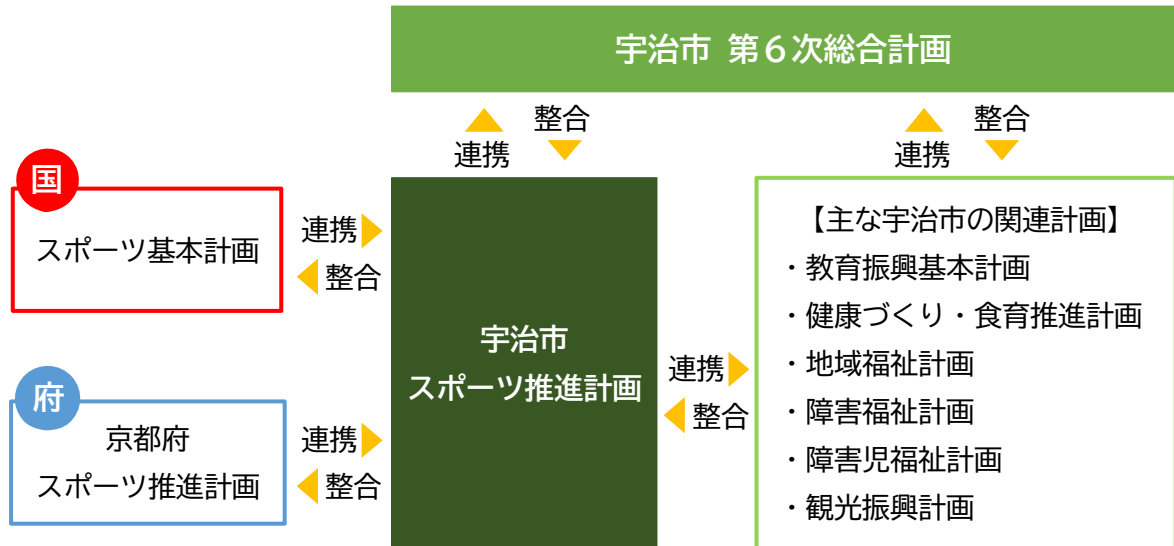 宇治市 第６次総合計画
連携
整合
連携
整合
国
スポーツ基本計画
連携
整合
府
京都府
スポーツ推進計画
連携
整合
宇治市
スポーツ推進計画
連携
整合
【主な宇治市の関連計画】
・教育振興基本計画
・健康づくり・食育推進計画
・地域福祉計画
・障害福祉計画
・障害児福祉計画
・観光振興計画